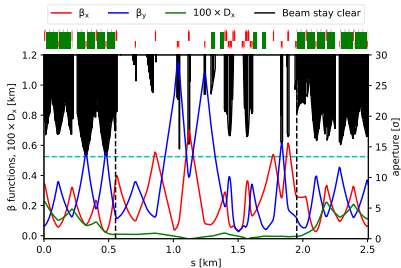 βx βy 100 × Dx Beam stay clear
β functions, 100 × Dx [km]
1.2
1.0
0.8
0.6
0.4
0.2
0.0
30
25
20
15
10
5
0
aperture [σ]
0.0 0.5 1.0 1.5 2.0 2.5
s [km]